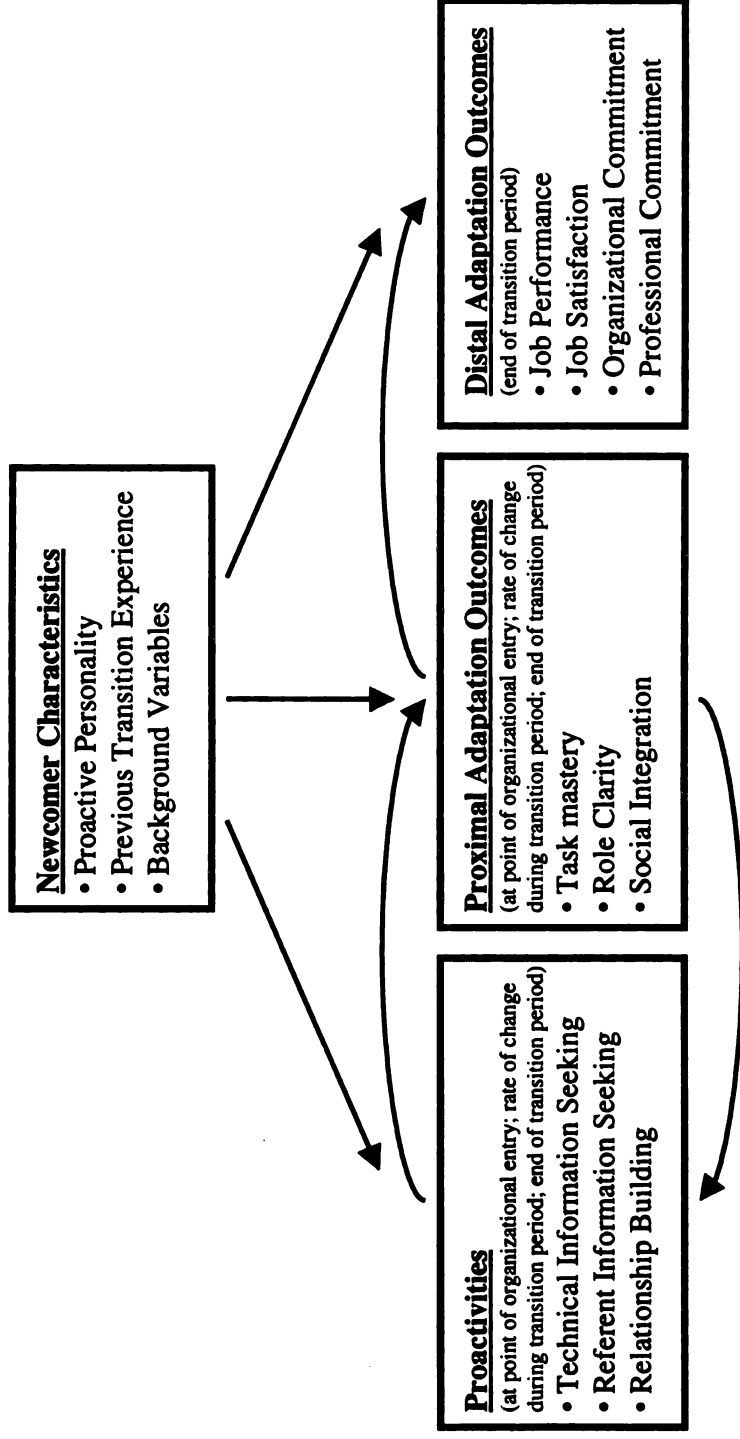 Newcomer Characteristics
• Proactive Personality
• Previous Transition Experience
• Background Variables
Proactivities
(at point of organizational entry; rate of change
during transition period; end of transition period)
• Technical Information Seeking
• Referent Information Seeking
• Relationship Building
Proximal Adaptation Outcomes
(at point of organizational entry; rate of change
during transition period; end of transition period)
• Task mastery
• Role Clarity
• Social Integration
Distal Adaptation Outcomes
(end of transition period)
• Job Performance
• Job Satisfaction
• Organizational Commitment
• Professional Commitment